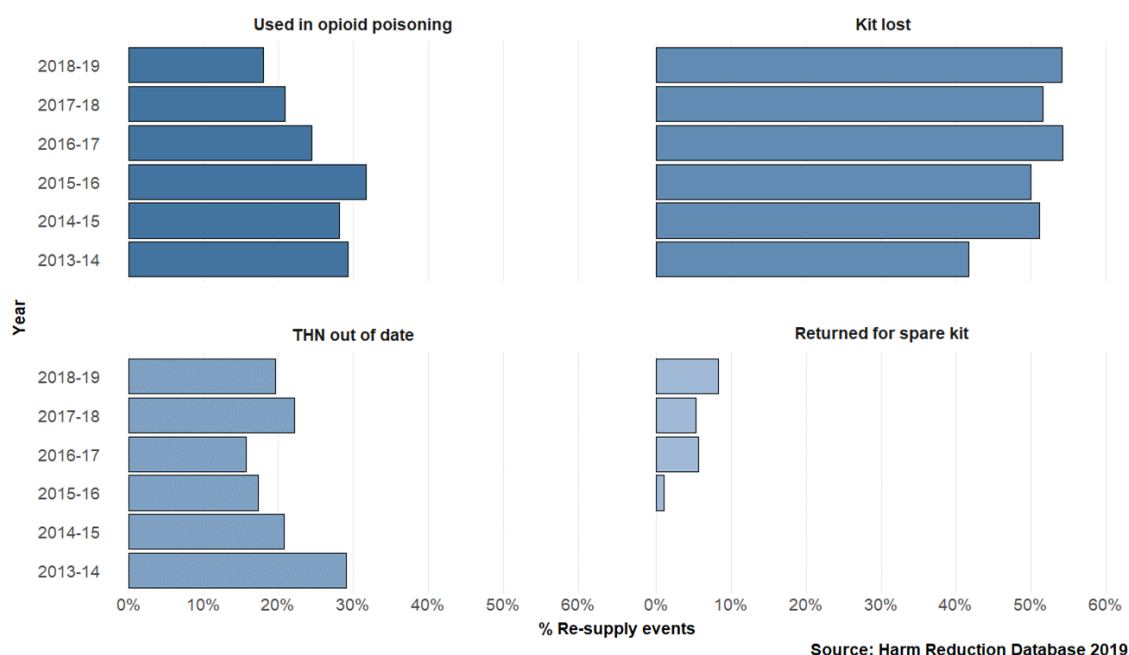 Used in opioid poisoning
Kit lost
2018-19
2017-18
2016-17
2015-16
2014-15
2013-14
Year
THN out of date
Returned for spare kit
2018-19
2017-18
2016-17
2015-16
2014-15
2013-14
0% 10% 20% 30% 40% 50% 60%
0% 10% 20% 30% 40% 50% 60%
% Re-supply events
Source: Harm Reduction Database 2019